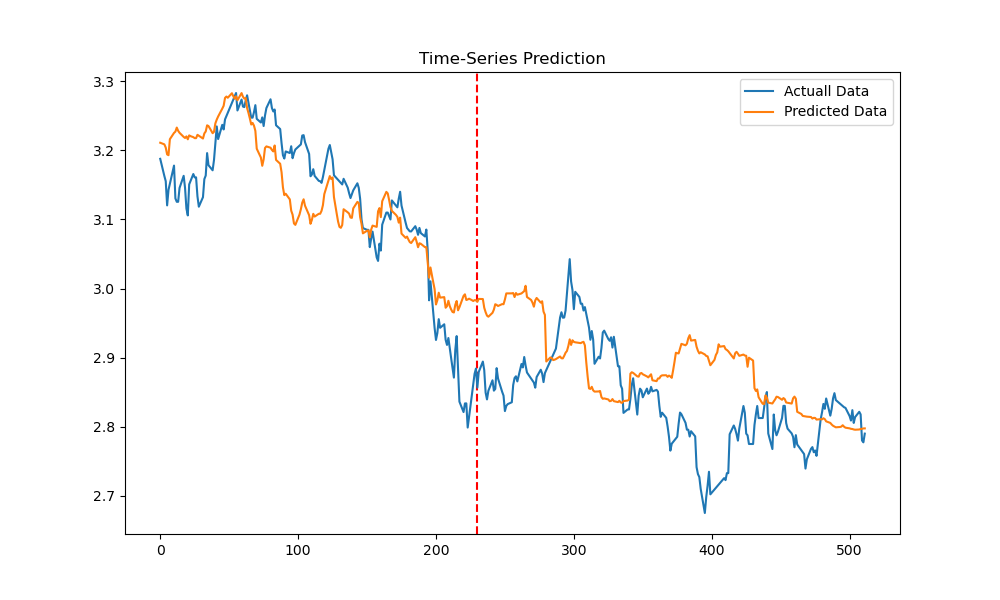 Time-Series Prediction
Actuall Data
Predicted Data
3.3
3.2
3.1
3.0
2.9
2.8
2.7
0 100 200 300 400 500